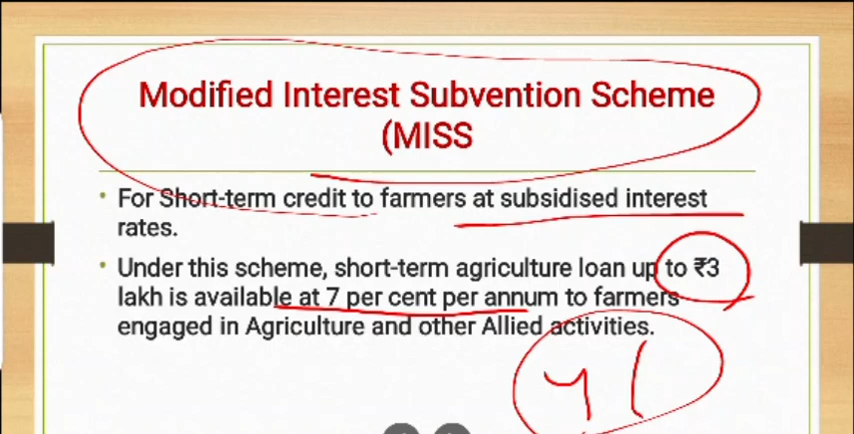 Modified Interest Subvention Scheme
(MISS
• For Short-term credit to farmers at subsidised interest
rates.
• Under this scheme, short-term agriculture loan up to ₹3
lakh is available at 7 per cent per annum to farmers
engaged in Agriculture and other Allied activities.